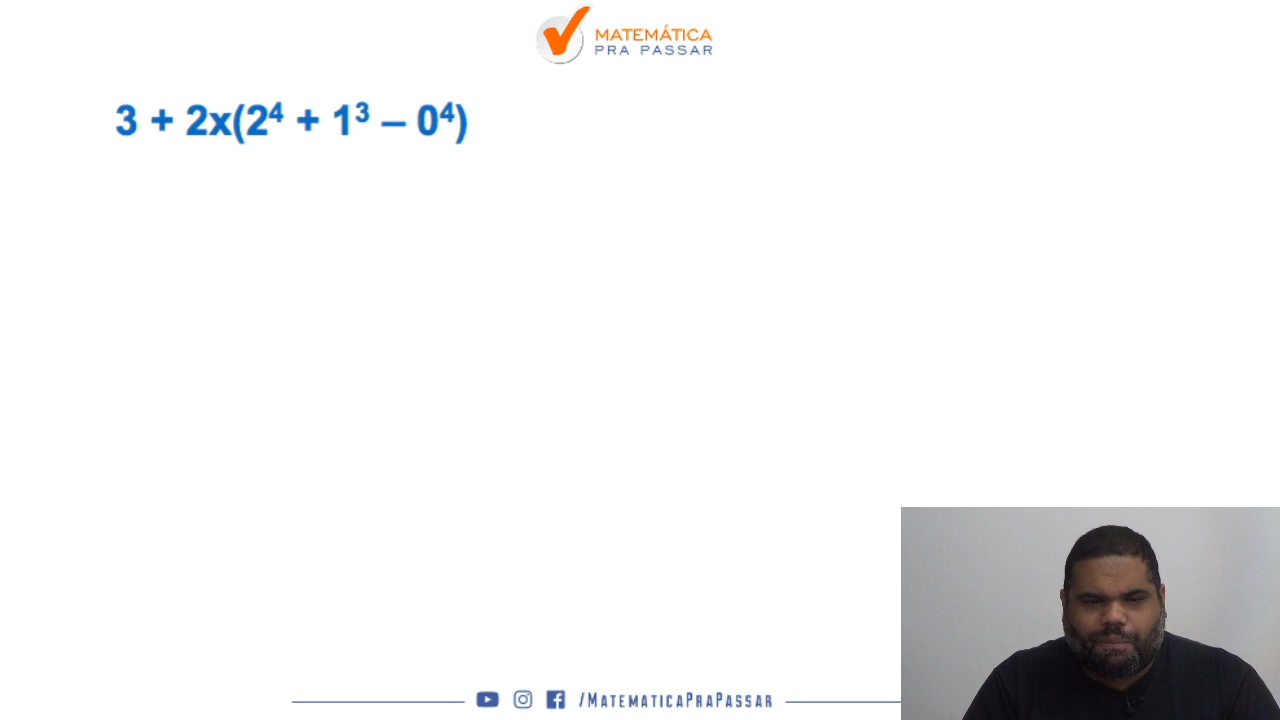 MATEMÁTICA
PRA PASSAR
3 + 2x(2⁴ + 1³ – 0⁴)
/MATEMATICAPRAPASSAR